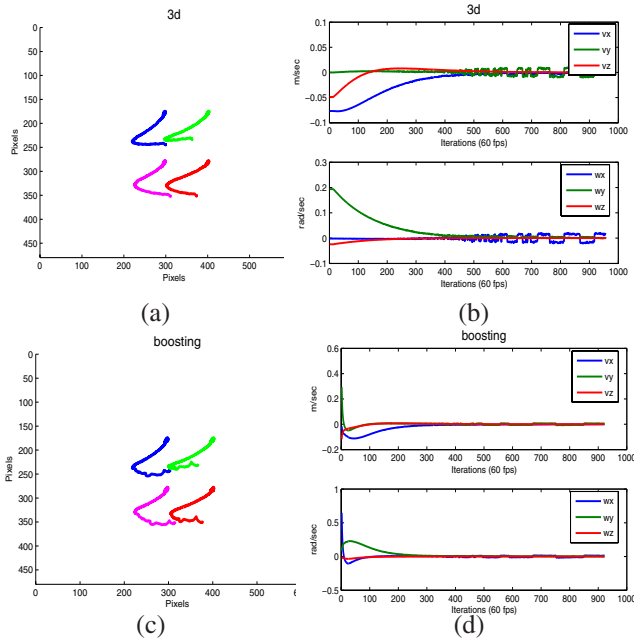 3d
0
50
100
150
200
250
300
350
400
450
Pixels
0
100
200
300
400
500
Pixels
(a)
3d
0.1
0.05
0
−0.05
−0.1
m/sec
vx
vy
vz
0 100 200 300 400 500 600 700 800 900 1000
Iterations (60 fps)
0.3
0.2
0.1
0
−0.1
rad/sec
wx
wy
wz
0 100 200 300 400 500 600 700 800 900 1000
Iterations (60 fps)
(b)
boosting
0
50
100
150
200
250
300
350
400
450
Pixels
0 100 200 300 400 500
Pixels
(c)
boosting
0.6
0.4
0.2
0
0.2
m/sec
vx
vy
vz
0 100 200 300 400 500 600 700 800 900 1000
Iterations (60 fps)
1
0.5
0
0.5
rad/sec
wx
wy
wz
0 100 200 300 400 500 600 700 800 900 1000
Iterations (60 fps)
(d)